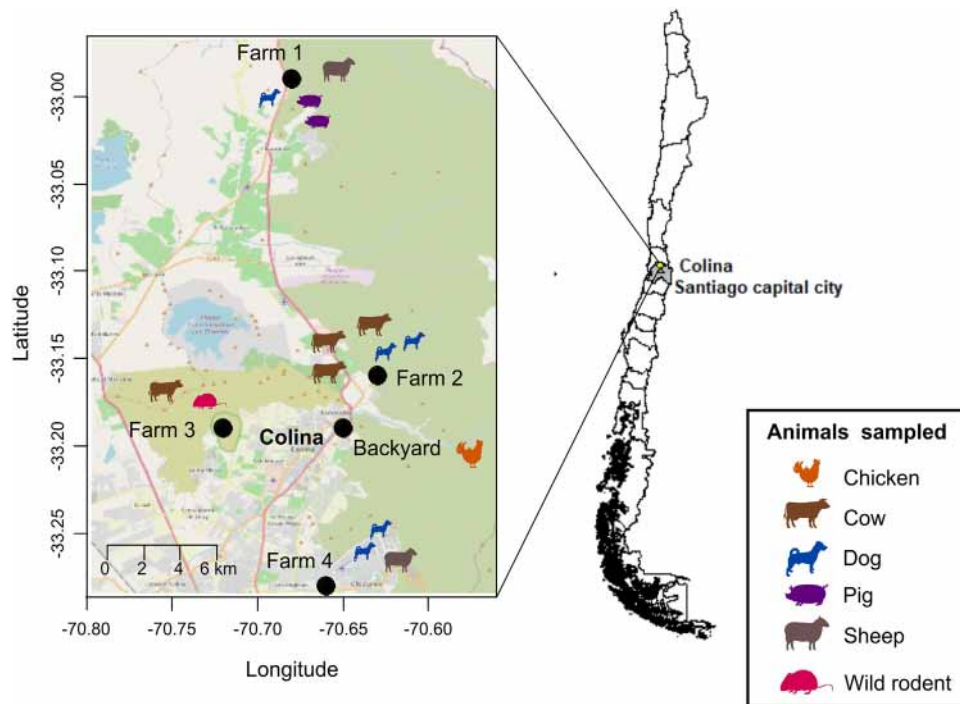 Farm 1
-33.00
-33.05
-33.10
-33.15
-33.20
-33.25
Latitude
Farm 2
Farm 3
Colina
Backyard
Farm 4
0 2 4 6 km
-70.80
-70.75
-70.70
-70.65
-70.60
Longitude
Colina
Santiago capital city
Animals sampled
Chicken
Cow
Dog
Pig
Sheep
Wild rodent